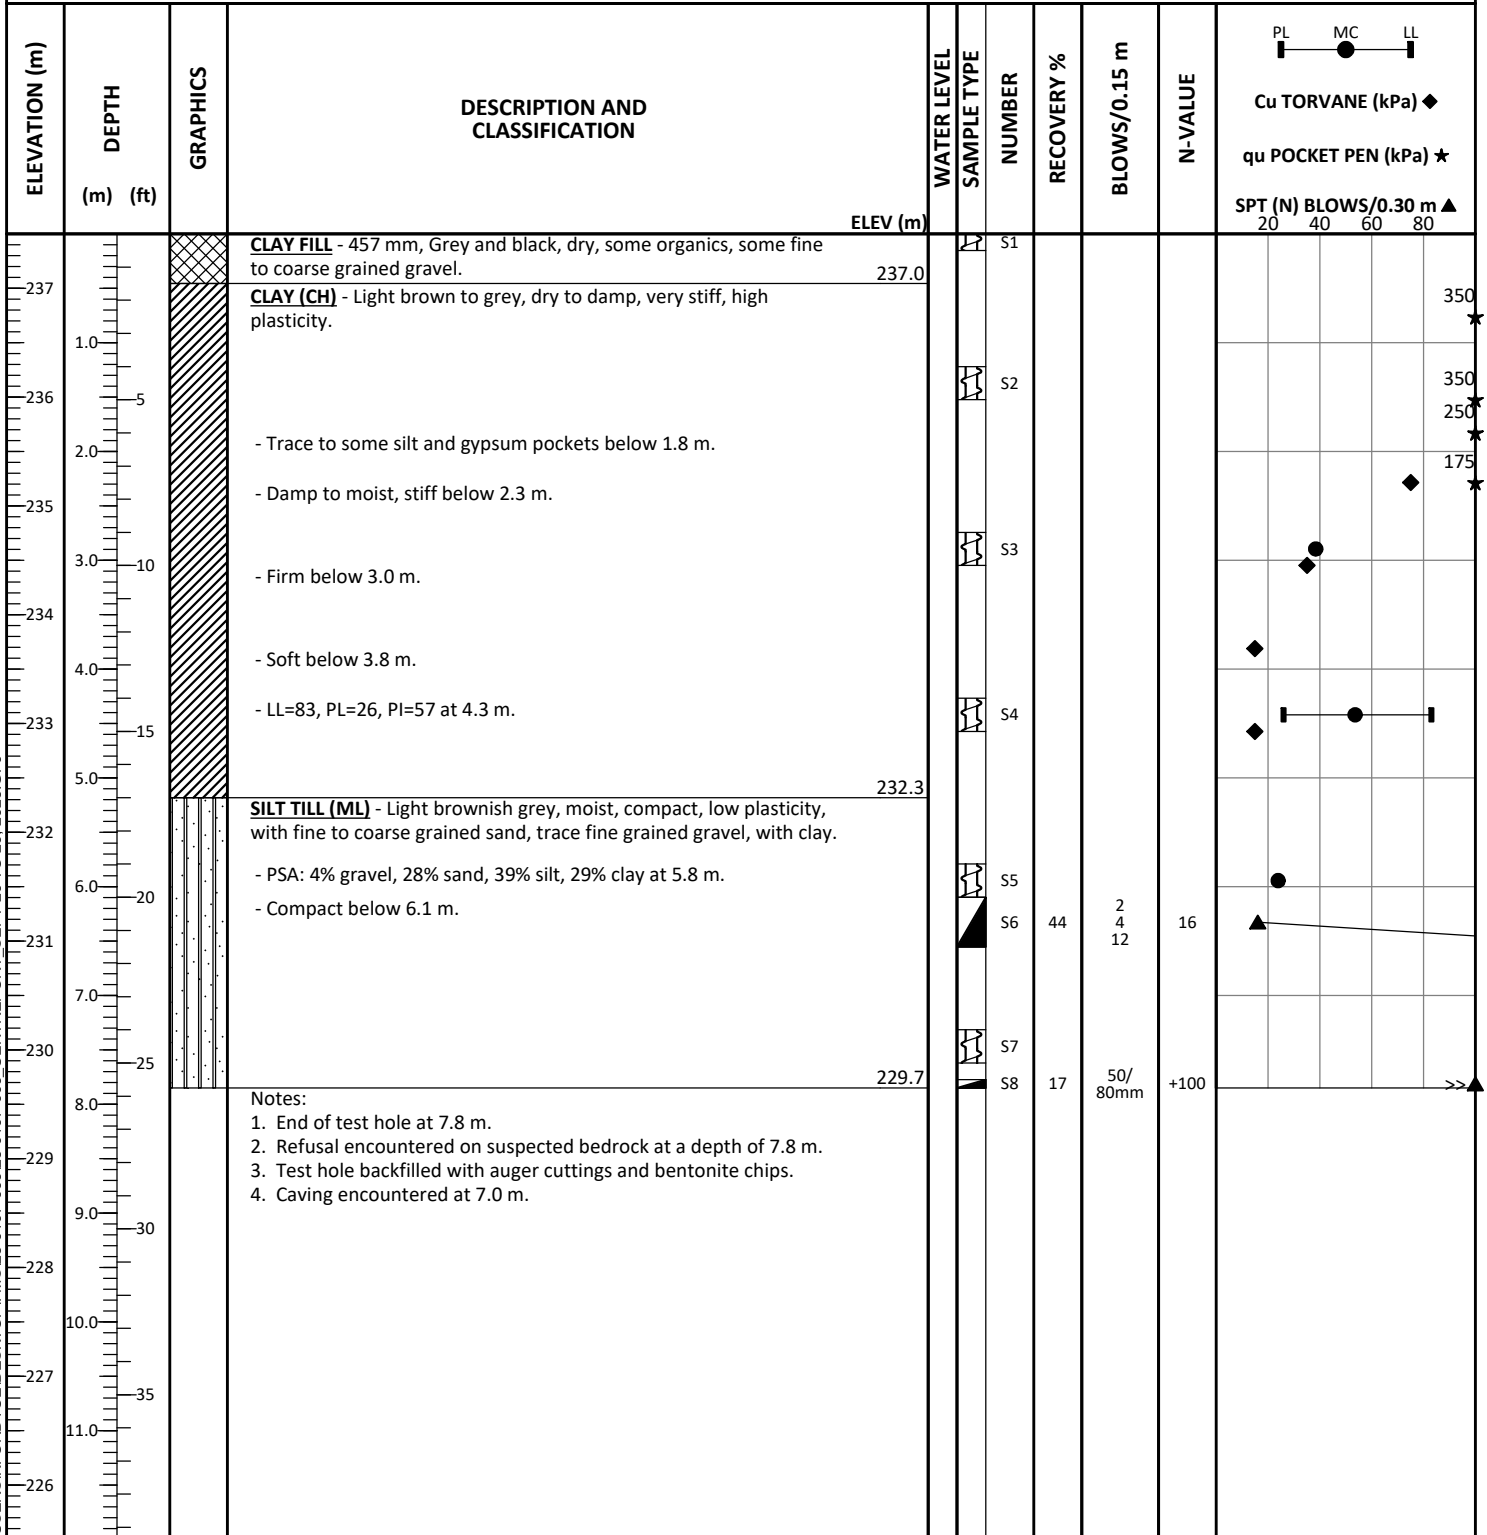 ELEVATION (m)
DEPTH
(m) (ft)
GRAPHICS
DESCRIPTION AND
CLASSIFICATION
ELEV (m)
WATER LEVEL
SAMPLE TYPE
NUMBER
RECOVERY %
BLOWS/0.15 m
N-VALUE
PL MC LL
Cu TORVANE (kPa) ◆
qu POCKET PEN (kPa) ★
SPT (N) BLOWS/0.30 m ▲
20 40 60 80
CLAY FILL - 457 mm, Grey and black, dry, some organics, some fine
to coarse grained gravel.
237.0
S1
237
CLAY (CH) - Light brown to grey, dry to damp, very stiff, high
plasticity.
350
1.0
S2
350
236
5
250
- Trace to some silt and gypsum pockets below 1.8 m.
2.0
175
- Damp to moist, stiff below 2.3 m.
235
S3
3.0
10
- Firm below 3.0 m.
234
- Soft below 3.8 m.
4.0
- LL=83, PL=26, PI=57 at 4.3 m.
S4
233
15
5.0
232.3
SILT TILL (ML) - Light brownish grey, moist, compact, low plasticity,
with fine to coarse grained sand, trace fine grained gravel, with clay.
232
- PSA: 4% gravel, 28% sand, 39% silt, 29% clay at 5.8 m.
S5
6.0
20
- Compact below 6.1 m.
S6
44
2
4
12
16
231
7.0
S7
230
25
229.7
S8
17
50/
80mm
+100
>>
8.0
Notes:
1. End of test hole at 7.8 m.
2. Refusal encountered on suspected bedrock at a depth of 7.8 m.
3. Test hole backfilled with auger cuttings and bentonite chips.
4. Caving encountered at 7.0 m.
229
9.0
30
228
10.0
227
35
11.0
226